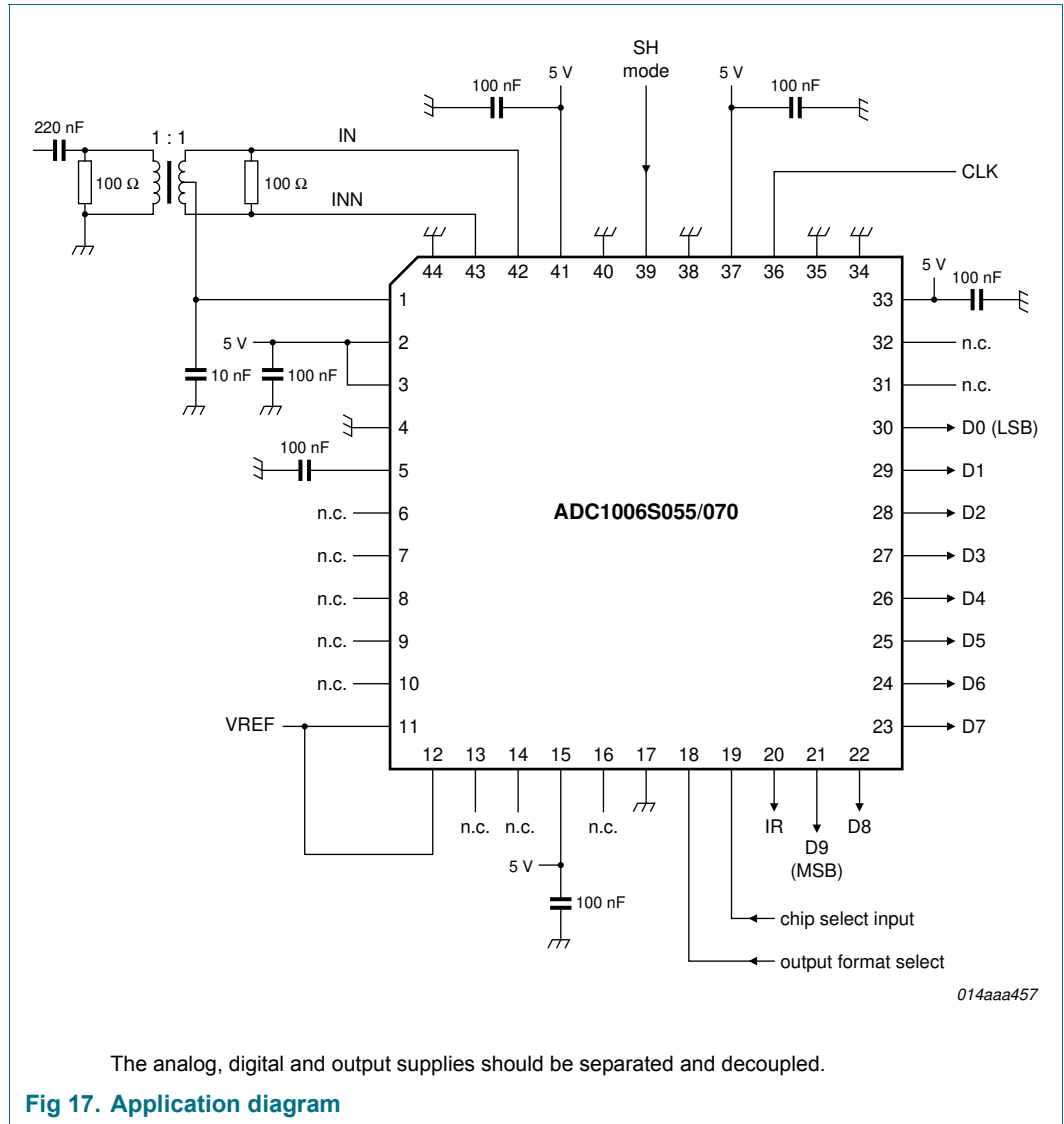 SH
mode
5 V
5 V
100 nF
100 nF
220 nF
1 : 1
IN
100 Ω
100 Ω
INN
CLK
44
43
42
41
40
39
38
37
36
35
34
5 V
100 nF
1
33
5 V
2
32
n.c.
10 nF
100 nF
3
31
n.c.
4
30
D0 (LSB)
100 nF
5
29
D1
n.c.
6
ADC1006S055/070
28
D2
n.c.
7
27
D3
n.c.
8
26
D4
n.c.
9
25
D5
n.c.
10
24
D6
VREF
11
23
D7
12
13
14
15
16
17
18
19
20
21
22
n.c.
n.c.
n.c.
IR
D9
(MSB)
D8
5 V
100 nF
chip select input
output format select
014aaa457
The analog, digital and output supplies should be separated and decoupled.
Fig 17. Application diagram